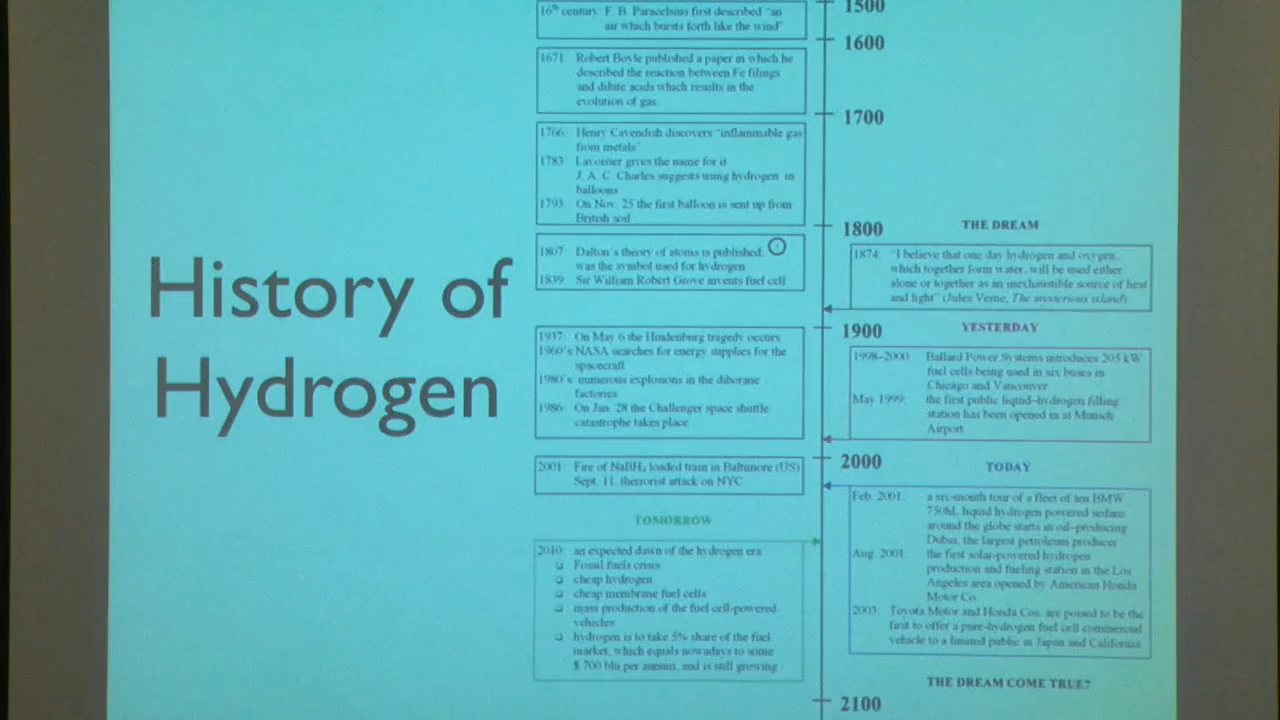 History of
Hydrogen
16th century F. B. Paracelsius first described "an
air which bursts forth like the wind"
1671: Robert Boyle published a paper in which he
described the reaction between Fe filings
and dilute acids which results in the
evolution of gas
1766: Henry Cavendish discovers "inflammable gas
from metals"
1783: Lavoisier gives the name for it
J. A. C. Charles suggests using hydrogen in
balloons
1793: On Nov. 25 the first balloon is sent up from
British soil
1807: Dalton's theory of atoms is published,
was the symbol used for hydrogen
1839: Sir William Robert Grove invents fuel cell
1937: On May 6 the Hindenburg tragedy occurs
1960's NASA searches for energy supplies for the
spacecraft
1980's numerous explosions in the diborane
factories
1986: On Jan. 28 the Challenger space shuttle
catastrophe takes place
2001: Fire of NaBH4 loaded train in Baltimore (US)
Sept. 11, therrorist attack on NYC
TOMORROW
2010: an expected dawn of the hydrogen era
❑ Fossil fuels crisis
❑ cheap hydrogen
❑ cheap membrane fuel cells
❑ mass production of the fuel cell-powered
vehicles
❑ hydrogen is to take 5% share of the fuel
market, which equals nowadays to some
$ 700 bln per annum, and is still growing
1500
1600
1700
1800
1900
2000
2100
THE DREAM
1874: "I believe that one day hydrogen and oxygen,
which together form water, will be used either
alone or together as an inexhaustible source of heat
and light" (Jules Verne, The mysterious island)
YESTERDAY
1998–2000: Ballard Power Systems introduces 205 kW
fuel cells being used in six buses in
Chicago and Vancouver
May 1999: the first public liquid–hydrogen filling
station has been opened in at Munich
Airport
TODAY
Feb. 2001: a six-month tour of a fleet of ten BMW
750hL liquid hydrogen powered sedans
around the globe starts in oil–producing
Dubai, the largest petroleum producer
Aug. 2001: the first solar-powered hydrogen
production and fueling station in the Los
Angeles area opened by American Honda
Motor Co.
2003: Toyota Motor and Honda Cos. are poised to be the
first to offer a pure-hydrogen fuel cell commercial
vehicle to a limited public in Japan and California
THE DREAM COME TRUE?